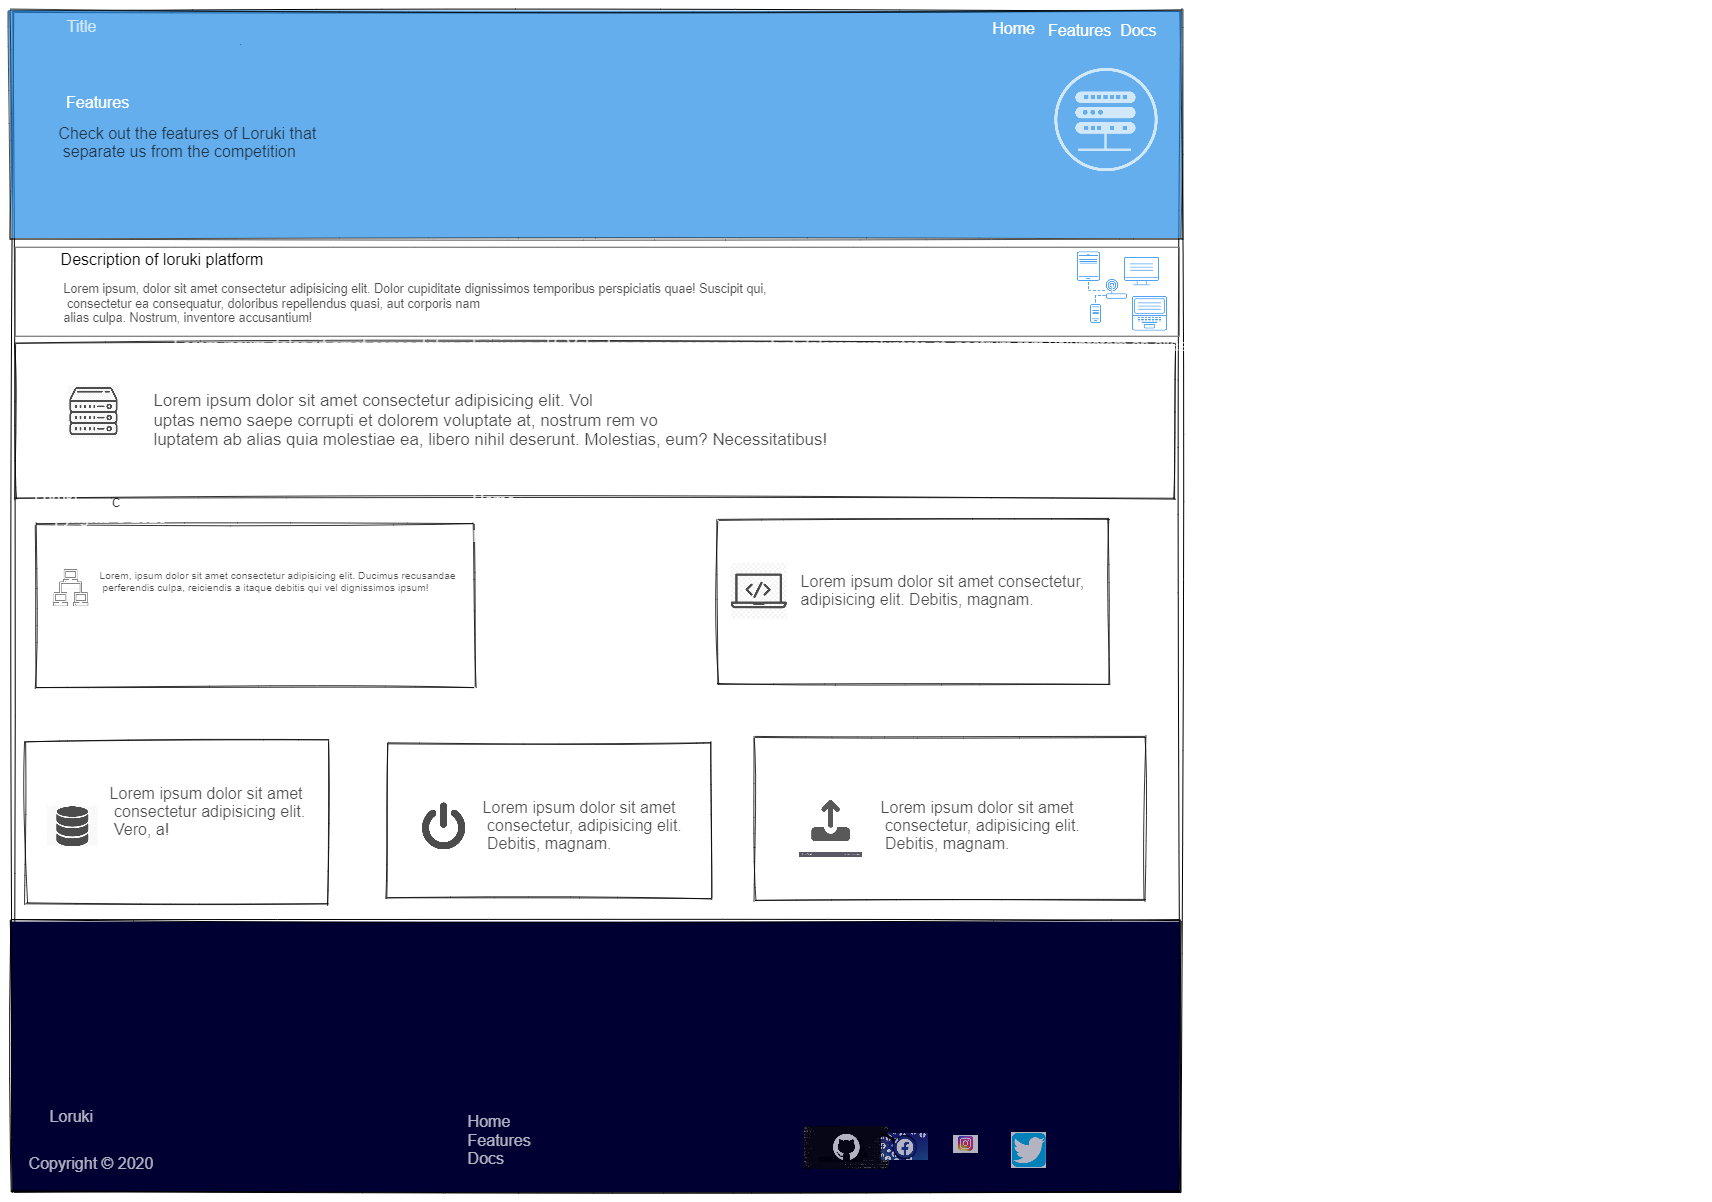 Title
Home Features Docs
Features
Check out the features of Loruki that
separate us from the competition
Description of loruki platform
Lorem ipsum, dolor sit amet consectetur adipisicing elit. Dolor cupiditate dignissimos temporibus perspiciatis quae! Suscipit qui,
consectetur ea consequatur, doloribus repellendus quasi, aut corporis nam
alias culpa. Nostrum, inventore accusantium!
Lorem ipsum dolor sit amet consectetur adipisicing elit. Vol
uptas nemo saepe corrupti et dolorem voluptate at, nostrum rem vo
luptatem ab alias quia molestiae ea, libero nihil deserunt. Molestias, eum? Necessitatibus!
C
Lorem, ipsum dolor sit amet consectetur adipisicing elit. Ducimus recusandae
perferendis culpa, reiciendis a itaque debitis qui vel dignissimos ipsum!
Lorem ipsum dolor sit amet consectetur,
adipisicing elit. Debitis, magnam.
Lorem ipsum dolor sit amet
consectetur adipisicing elit.
Vero, a!
Lorem ipsum dolor sit amet
consectetur, adipisicing elit.
Debitis, magnam.
Lorem ipsum dolor sit amet
consectetur, adipisicing elit.
Debitis, magnam.
Loruki
Copyright © 2020
Home
Features
Docs